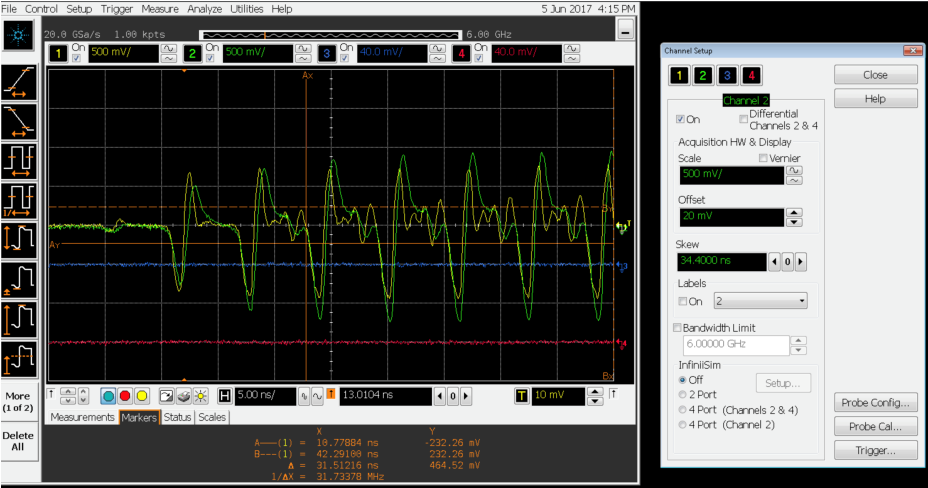 File Control Setup Trigger Measure Analyze Utilities Help 5 Jun 2017 4:15 PM
20.0 GSa/s 1.00 kpts 6.00 GHz
1 On 500 mV/ 2 On 500 mV/ 3 On 40.0 mV/ 4 On 40.0 mV/
Ax
Ay
Bx
T
3
4
1/
More
(1 of 2)
Delete
All
H 5.00 ns/ T 13.0104 ns 0 T 10 mV
Measurements Markers Status Scales
X Y
A---(1) = 10.77884 ns -232.26 mV
B---(1) = 42.29100 ns 232.26 mV
Δ = 31.51216 ns 464.52 mV
1/ΔX = 31.73378 MHz
Channel Setup
1 2 3 4
Close
Help
Channel 2
On
Differential
Channels 2 & 4
Acquisition HW & Display
Scale Vernier
500 mV/
Offset
20 mV
Skew
34.4000 ns 0
Labels
On 2
Bandwidth Limit
6.00000 GHz
InfiniiSim
Off
Setup...
2 Port
4 Port (Channels 2 & 4)
4 Port (Channel 2)
Probe Config...
Probe Cal...
Trigger...